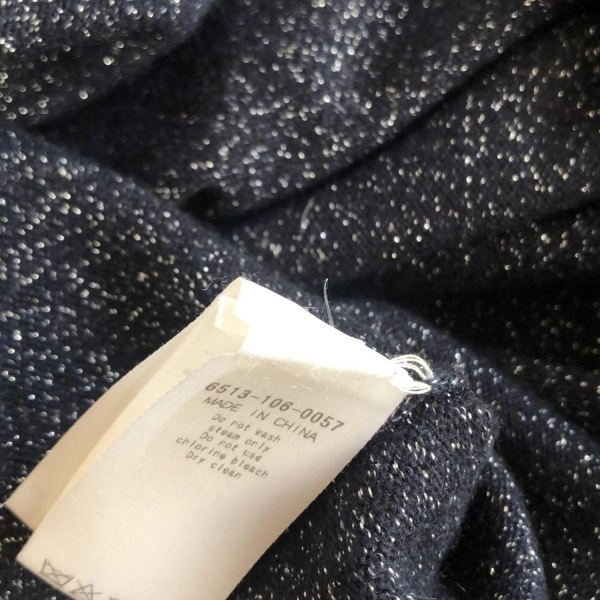 6513-106-0057
MADE IN CHINA
Do not wash
steam only
Do not use
chlorine bleach
Dry clean